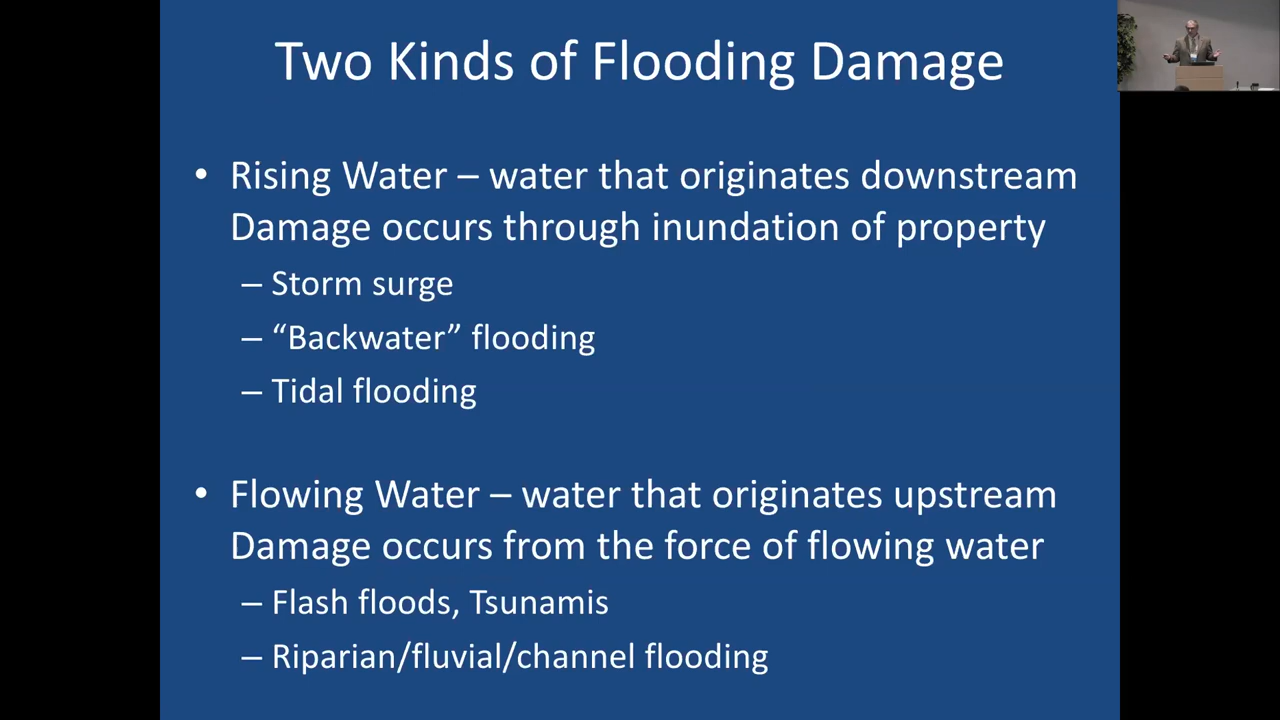 Two Kinds of Flooding Damage
• Rising Water – water that originates downstream
Damage occurs through inundation of property
– Storm surge
– “Backwater” flooding
– Tidal flooding
• Flowing Water – water that originates upstream
Damage occurs from the force of flowing water
– Flash floods, Tsunamis
– Riparian/fluvial/channel flooding